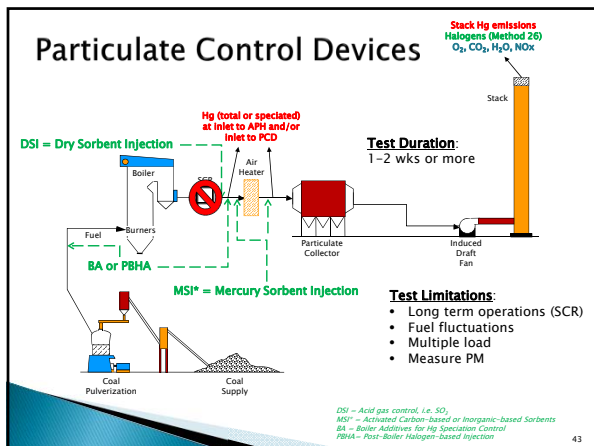 Particulate Control Devices
Stack Hg emissions
Halogens (Method 26)
O₂, CO₂, H₂O, NOx
Stack
Hg (total or speciated)
at inlet to APH and/or
inlet to PCD
DSI = Dry Sorbent Injection
Test Duration:
1-2 wks or more
Boiler
SCR
Air
Heater
Fuel
Burners
BA or PBHA
MSI* = Mercury Sorbent Injection
Particulate
Collector
Induced
Draft
Fan
Test Limitations:
• Long term operations (SCR)
• Fuel fluctuations
• Multiple load
• Measure PM
Coal
Pulverization
Coal
Supply
DSI – Acid gas control, i.e. SO₃
MSI* – Activated Carbon-based or Inorganic-based Sorbents
BA – Boiler Additives for Hg Speciation Control
PBHA – Post-Boiler Halogen-based Injection
43